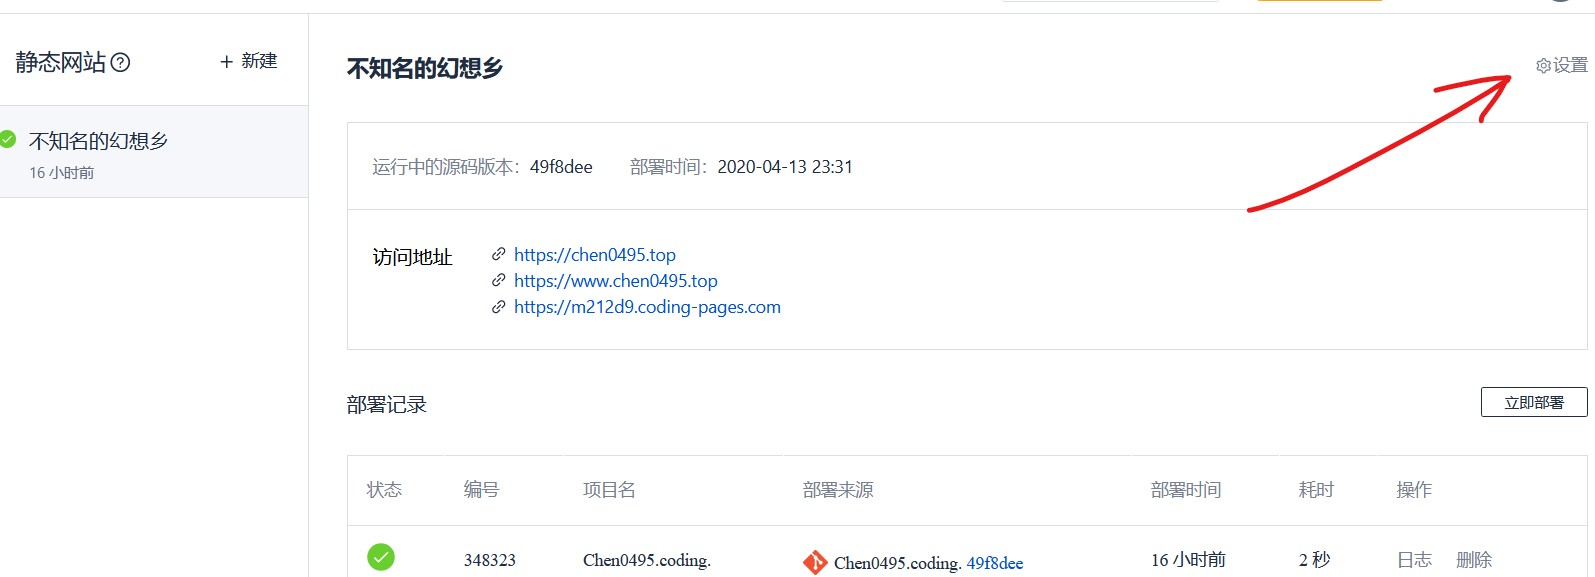 静态网站 + 新建
不知名的幻想乡
16 小时前
不知名的幻想乡
设置
运行中的源码版本: 49f8dee 部署时间: 2020-04-13 23:31
访问地址
https://chen0495.top
https://www.chen0495.top
https://m212d9.coding-pages.com
部署记录
立即部署
状态 编号 项目名 部署来源 部署时间 耗时 操作
348323 Chen0495.coding. Chen0495.coding. 49f8dee 16 小时前 2 秒 日志 删除